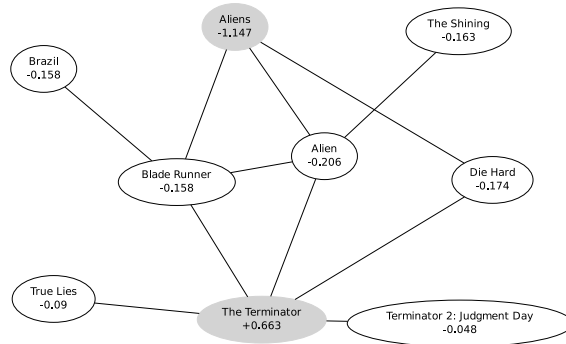 Aliens
-1.147
The Shining
-0.163
Brazil
-0.158
Alien
-0.206
Blade Runner
-0.158
Die Hard
-0.174
True Lies
-0.09
The Terminator
+0.663
Terminator 2: Judgment Day
-0.048